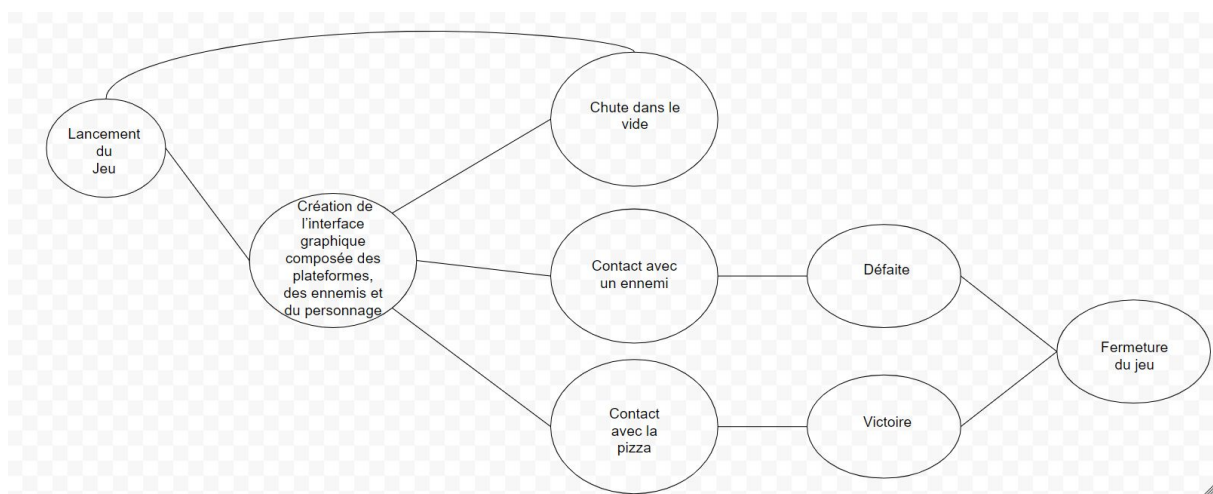 Lancement
du
Jeu
Création de
l'interface
graphique
composée des
plateformes,
des ennemis et
du personnage
Chute dans le
vide
Contact avec
un ennemi
Contact
avec la
pizza
Défaite
Victoire
Fermeture
du jeu